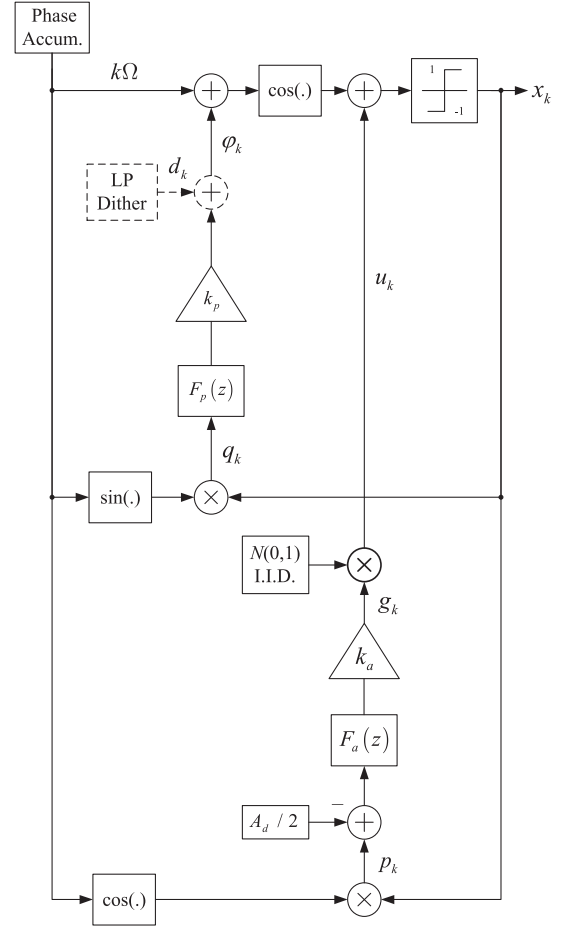 Phase
Accum.
kΩ
cos(.)
1
-1
x_k
φ_k
LP
Dither
d_k
u_k
k_p
F_p(z)
q_k
sin(.)
N(0,1)
I.I.D.
g_k
k_a
F_a(z)
−
A_d / 2
p_k
cos(.)